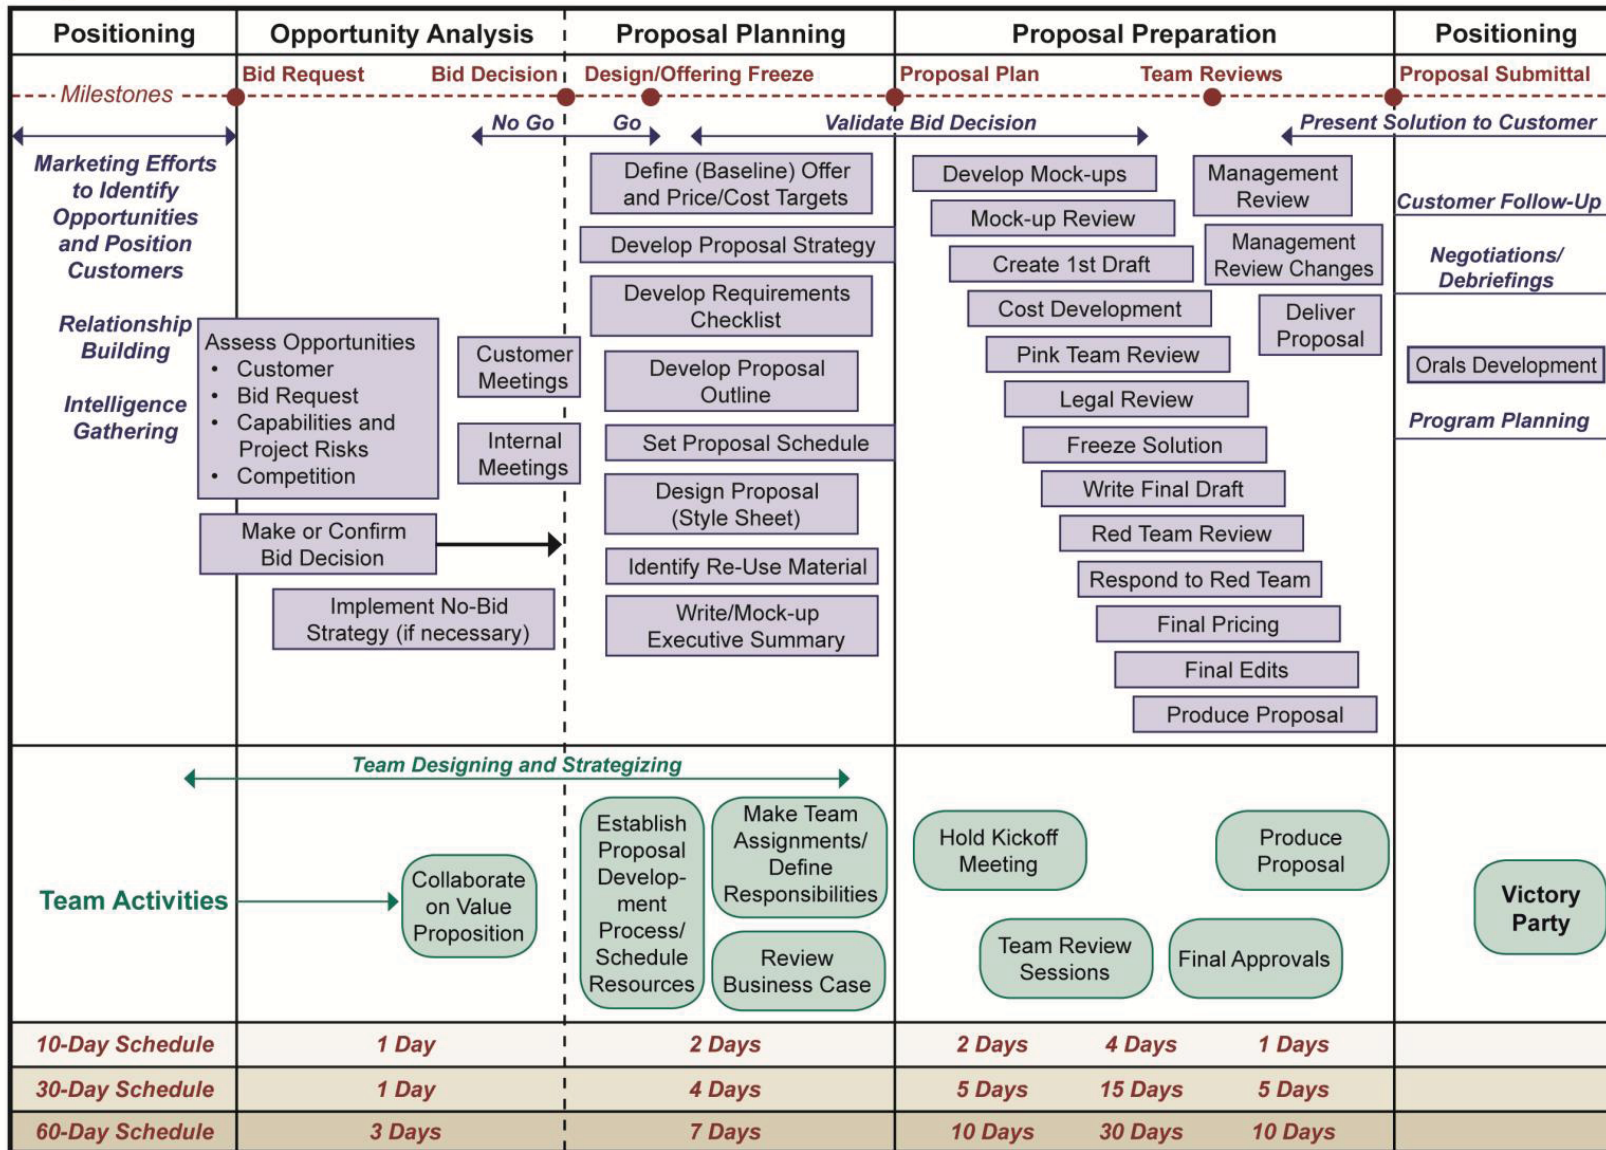 Positioning
Opportunity Analysis
Proposal Planning
Proposal Preparation
Positioning
Milestones
Bid Request
Bid Decision
Design/Offering Freeze
Proposal Plan
Team Reviews
Proposal Submittal
No Go
Go
Validate Bid Decision
Present Solution to Customer
Marketing Efforts
to Identify
Opportunities
and Position
Customers
Relationship
Building
Intelligence
Gathering
Assess Opportunities
• Customer
• Bid Request
• Capabilities and
Project Risks
• Competition
Make or Confirm
Bid Decision
Implement No-Bid
Strategy (if necessary)
Customer
Meetings
Internal
Meetings
Define (Baseline) Offer
and Price/Cost Targets
Develop Proposal Strategy
Develop Requirements
Checklist
Develop Proposal
Outline
Set Proposal Schedule
Design Proposal
(Style Sheet)
Identify Re-Use Material
Write/Mock-up
Executive Summary
Develop Mock-ups
Mock-up Review
Create 1st Draft
Cost Development
Pink Team Review
Legal Review
Freeze Solution
Write Final Draft
Red Team Review
Respond to Red Team
Final Pricing
Final Edits
Produce Proposal
Management
Review
Management
Review Changes
Deliver
Proposal
Customer Follow-Up
Negotiations/
Debriefings
Orals Development
Program Planning
Team Designing and Strategizing
Team Activities
Collaborate
on Value
Proposition
Establish
Proposal
Develop-
ment
Process/
Schedule
Resources
Make Team
Assignments/
Define
Responsibilities
Review
Business Case
Hold Kickoff
Meeting
Team Review
Sessions
Produce
Proposal
Final Approvals
Victory
Party
10-Day Schedule
1 Day
2 Days
2 Days
4 Days
1 Days
30-Day Schedule
1 Day
4 Days
5 Days
15 Days
5 Days
60-Day Schedule
3 Days
7 Days
10 Days
30 Days
10 Days